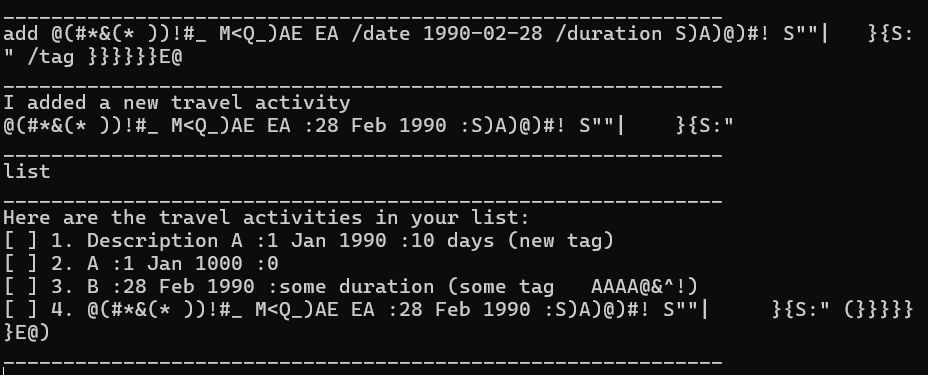 ____________________________________________________________
add @(#*&(* ))!#_ M<Q_)AE EA /date 1990-02-28 /duration S)A)@)#! S""|    }{S:
" /tag }}}}}}E@
____________________________________________________________
I added a new travel activity
@(#*&(* ))!#_ M<Q_)AE EA :28 Feb 1990 :S)A)@)#! S""|    }{S:"
____________________________________________________________
list
____________________________________________________________
Here are the travel activities in your list:
[ ] 1. Description A :1 Jan 1990 :10 days (new tag)
[ ] 2. A :1 Jan 1000 :0
[ ] 3. B :28 Feb 1990 :some duration (some tag   AAAA@&^!)
[ ] 4. @(#*&(* ))!#_ M<Q_)AE EA :28 Feb 1990 :S)A)@)#! S""|     }{S:" (}}}}}
}E@)
____________________________________________________________